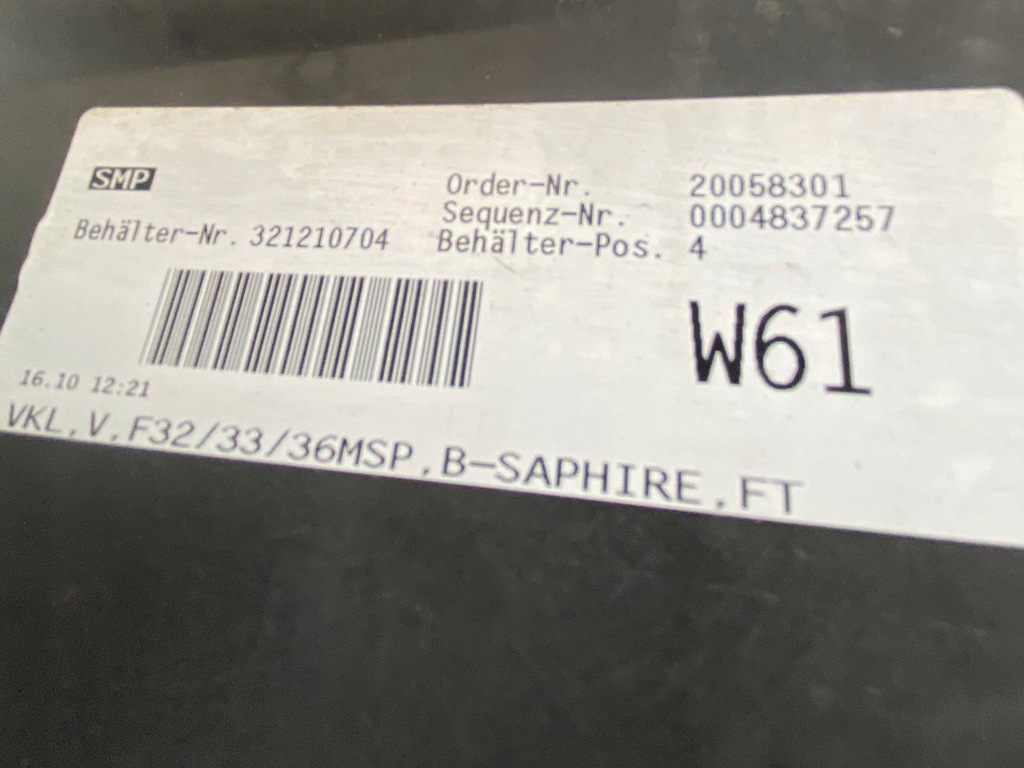 SMP
Order-Nr. 20058301
Sequenz-Nr. 0004837257
Behälter-Nr. 321210704 Behälter-Pos. 4
W61
16.10 12:21
VKL,V,F32/33/36MSP,B-SAPHIRE,FT